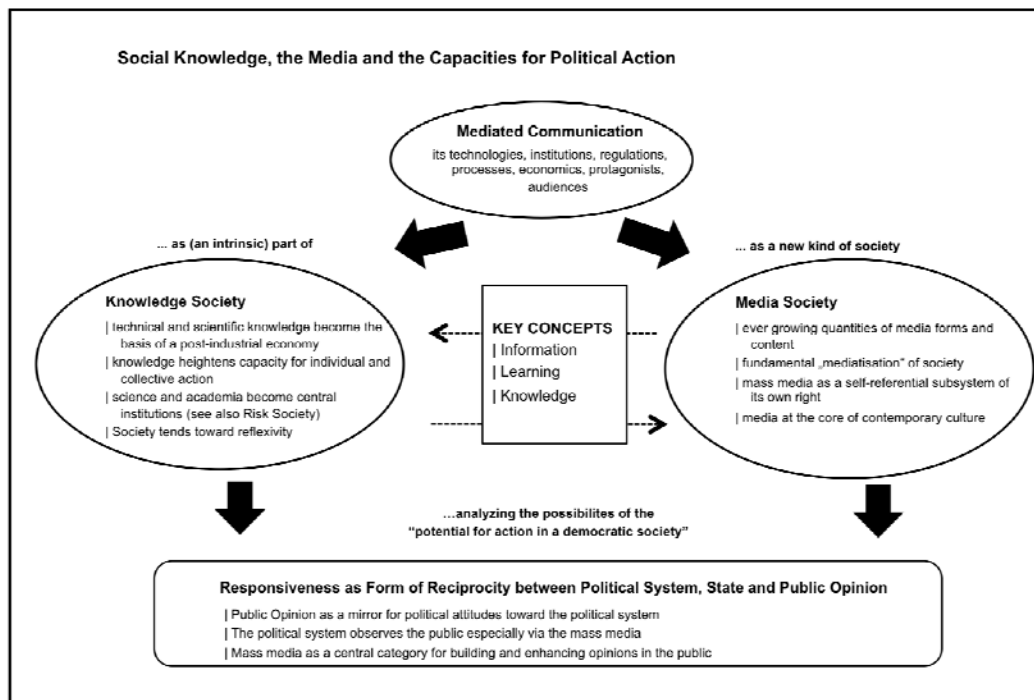 Social Knowledge, the Media and the Capacities for Political Action
Mediated Communication
its technologies, institutions, regulations,
processes, economics, protagonists,
audiences
... as (an intrinsic) part of
... as a new kind of society
Knowledge Society
| technical and scientific knowledge become the
basis of a post-industrial economy
| knowledge heightens capacity for individual and
collective action
| science and academia become central
institutions (see also Risk Society)
| Society tends toward reflexivity
KEY CONCEPTS
| Information
| Learning
| Knowledge
Media Society
| ever growing quantities of media forms and
content
| fundamental „mediatisation“ of society
| mass media as a self-referential subsystem of
its own right
| media at the core of contemporary culture
...analyzing the possibilites of the
“potential for action in a democratic society”
Responsiveness as Form of Reciprocity between Political System, State and Public Opinion
| Public Opinion as a mirror for political attitudes toward the political system
| The political system observes the public especially via the mass media
| Mass media as a central category for building and enhancing opinions in the public